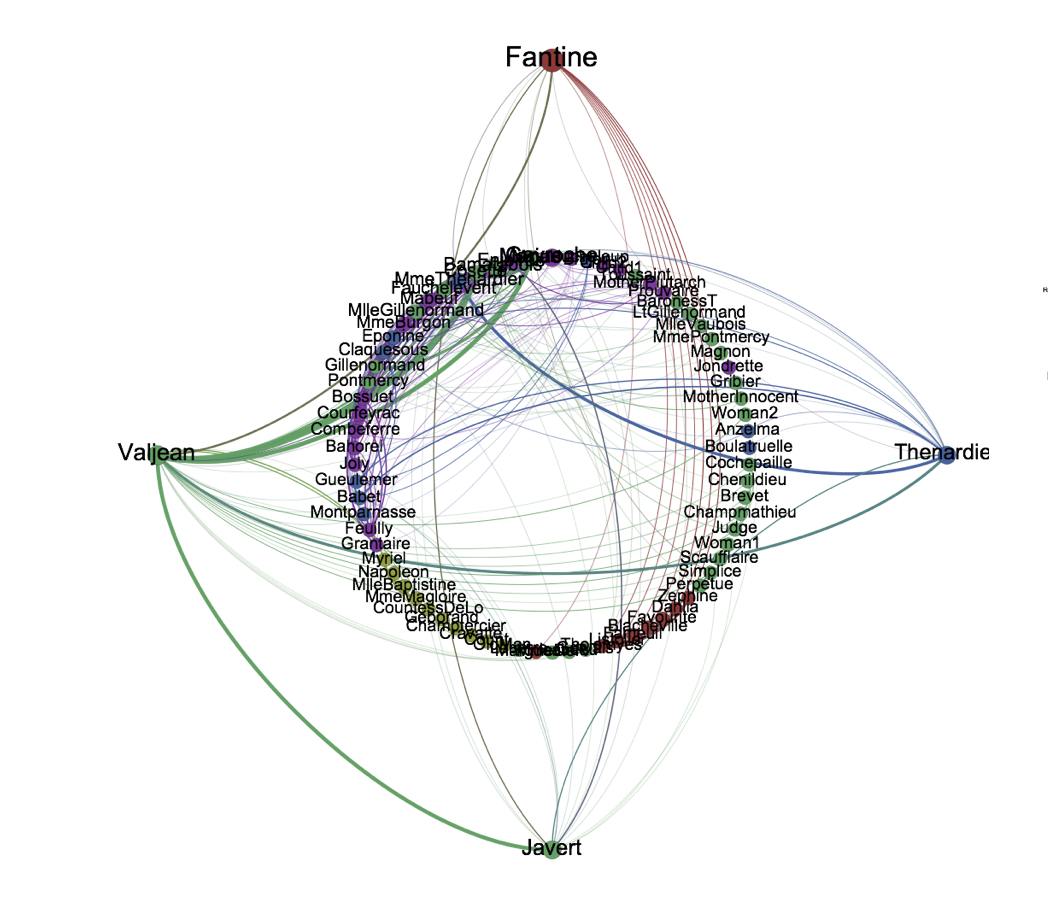 Fantine
MmeThenardier
Fauchelevent
Mabeuf
MlleGillenormand
MmeBurgon
Eponine
Claquesous
Gillenormand
Pontmercy
Bossuet
Courfeyrac
Combeferre
Bahorel
Joly
Gueulemer
Babet
Montparnasse
Feuilly
Grantaire
Myriel
Napoleon
MlleBaptistine
MmeMagloire
CountessDeLo
Geborand
Champtercier
Cravatte
Count
Toussaint
MotherPlutarch
Prouvaire
BaronessT
LtGillenormand
MlleVaubois
MmePontmercy
Magnon
Jondrette
Gribier
MotherInnocent
Woman2
Anzelma
Boulatruelle
Cochepaille
Chenildieu
Brevet
Champmathieu
Judge
Woman1
Scaufflaire
Simplice
Perpetue
Zephine
Dahlia
Favourite
Blacheville
Valjean
Thenardie
Javert